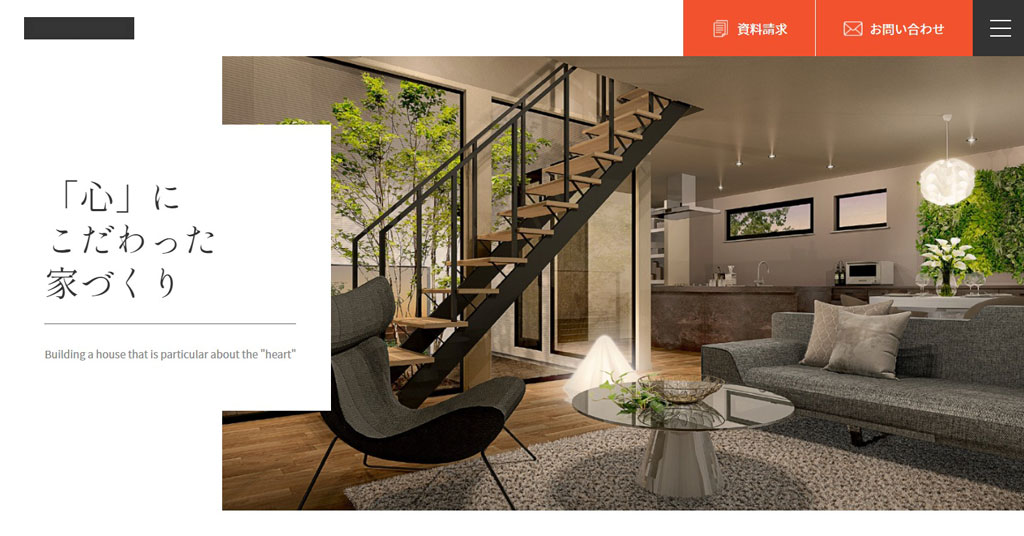 資料請求
お問い合わせ
「心」に
こだわった
家づくり
Building a house that is particular about the "heart"